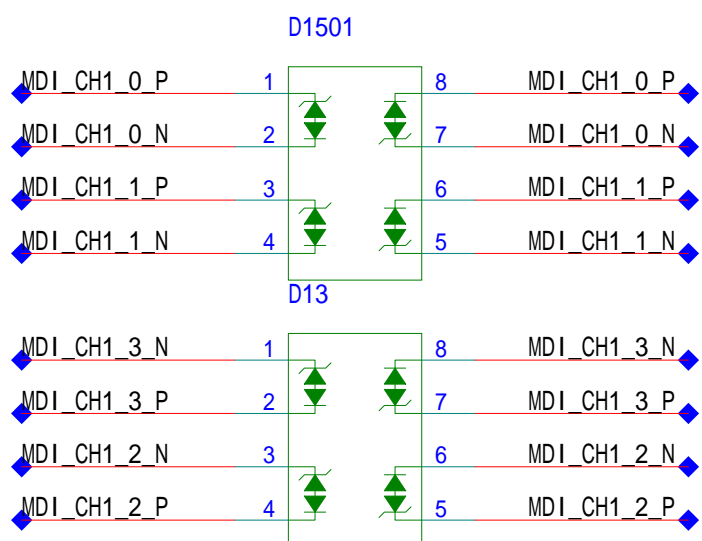 D1501
MDI_CH1_0_P 1 8 MDI_CH1_0_P
MDI_CH1_0_N 2 7 MDI_CH1_0_N
MDI_CH1_1_P 3 6 MDI_CH1_1_P
MDI_CH1_1_N 4 5 MDI_CH1_1_N
D13
MDI_CH1_3_N 1 8 MDI_CH1_3_N
MDI_CH1_3_P 2 7 MDI_CH1_3_P
MDI_CH1_2_N 3 6 MDI_CH1_2_N
MDI_CH1_2_P 4 5 MDI_CH1_2_P